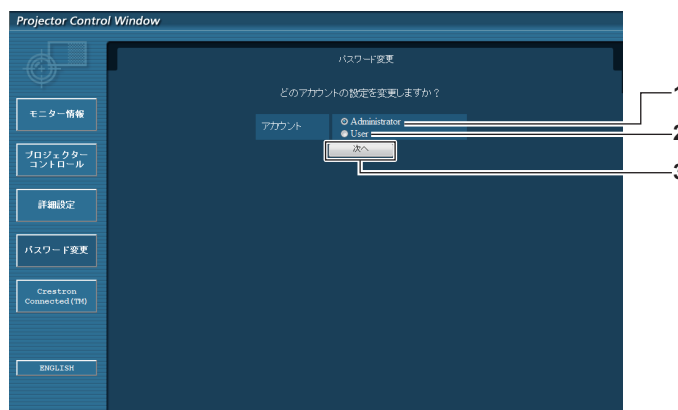 Projector Control Window
パスワード変更
どのアカウントの設定を変更しますか？
モニター情報
アカウント
Administrator
User
次へ
プロジェクター
コントロール
詳細設定
パスワード変更
Crestron
Connected(TM)
ENGLISH
1
2
3